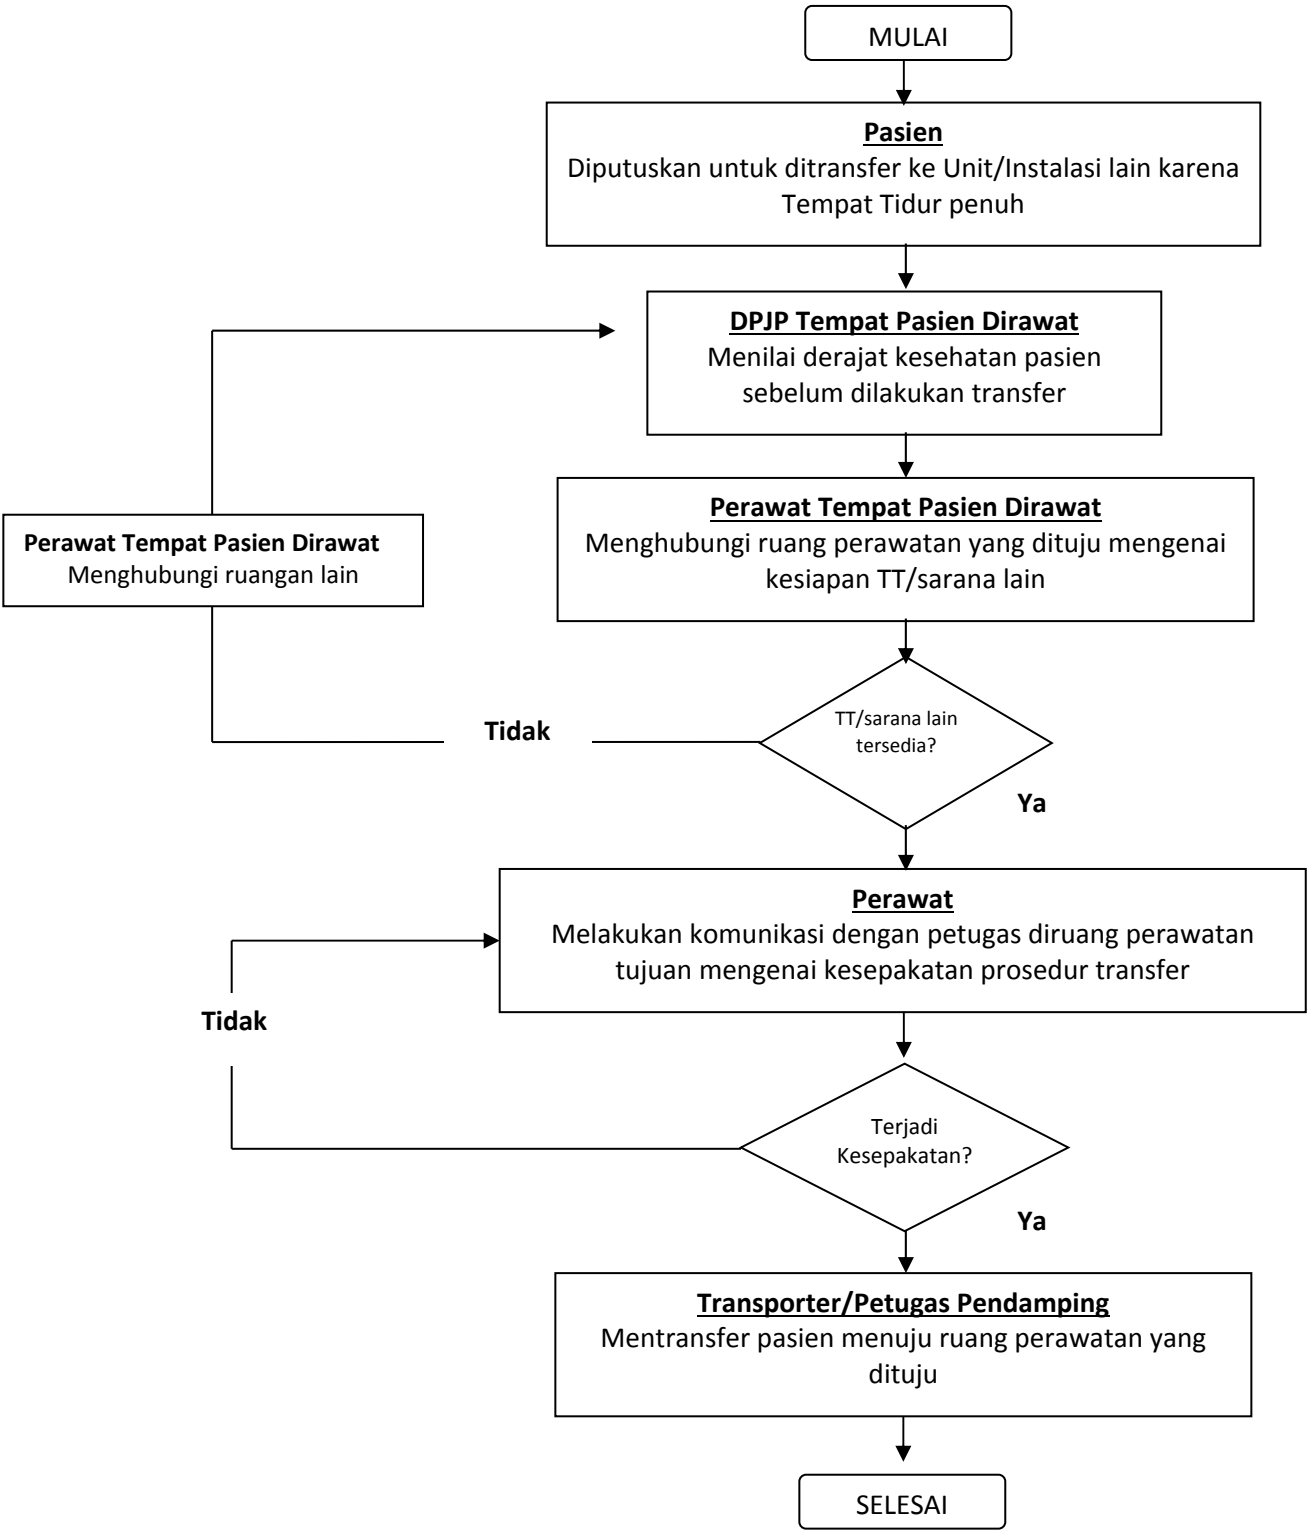 MULAI
Pasien
Diputuskan untuk ditransfer ke Unit/Instalasi lain karena
Tempat Tidur penuh
DPJP Tempat Pasien Dirawat
Menilai derajat kesehatan pasien
sebelum dilakukan transfer
Perawat Tempat Pasien Dirawat
Menghubungi ruang perawatan yang dituju mengenai
kesiapan TT/sarana lain
Perawat Tempat Pasien Dirawat
Menghubungi ruangan lain
TT/sarana lain
tersedia?
Tidak
Ya
Perawat
Melakukan komunikasi dengan petugas diruang perawatan
tujuan mengenai kesepakatan prosedur transfer
Tidak
Terjadi
Kesepakatan?
Ya
Transporter/Petugas Pendamping
Mentransfer pasien menuju ruang perawatan yang
dituju
SELESAI